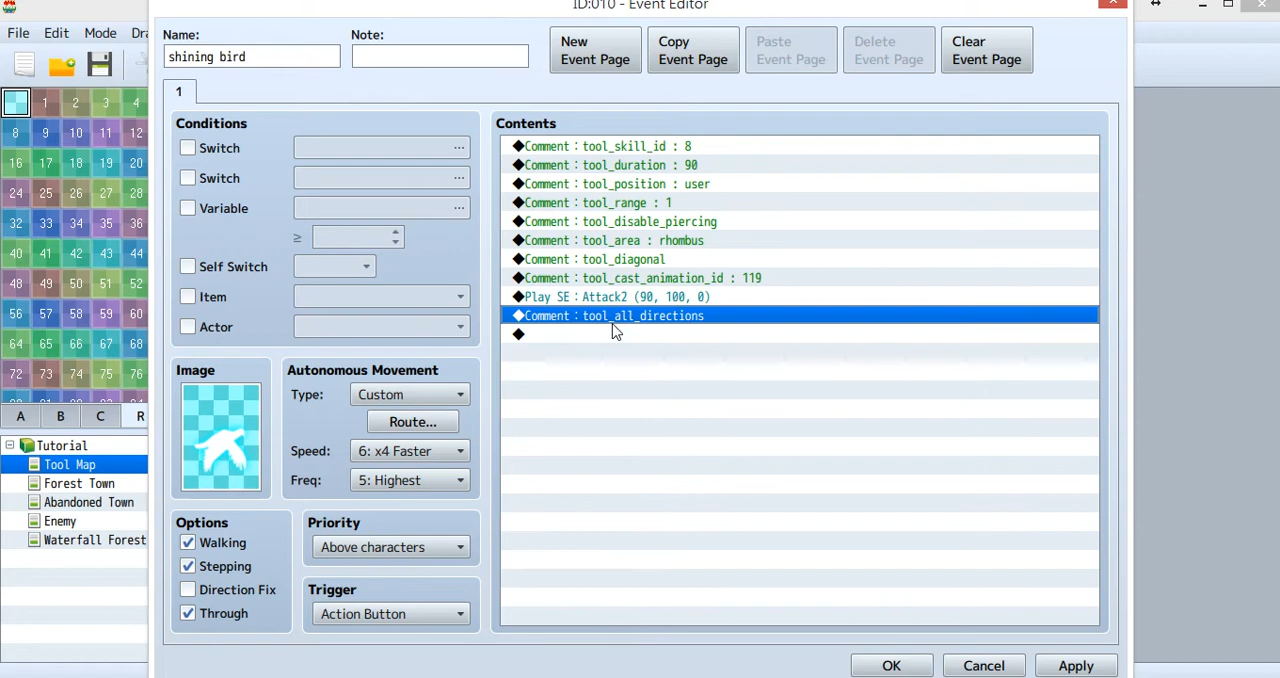 ID:010 - Event Editor
File Edit Mode Dra
Name:
shining bird
Note:
New Event Page
Copy Event Page
Paste Event Page
Delete Event Page
Clear Event Page
1
1 2 3 4
8 9 10 11 12
16 17 18 19 20
24 25 26 27 28
32 33 34 35 36
40 41 42 43 44
48 49 50 51 52
56 57 58 59 60
64 65 66 67 68
72 73 74 75 76
A B C R
Tutorial
Tool Map
Forest Town
Abandoned Town
Enemy
Waterfall Forest
Conditions
Switch ...
Switch ...
Variable ...
≥
Self Switch
Item
Actor
Image
Autonomous Movement
Type: Custom
Route...
Speed: 6: x4 Faster
Freq: 5: Highest
Options
Walking
Stepping
Direction Fix
Through
Priority
Above characters
Trigger
Action Button
Contents
◆Comment：tool_skill_id : 8
◆Comment：tool_duration : 90
◆Comment：tool_position : user
◆Comment：tool_range : 1
◆Comment：tool_disable_piercing
◆Comment：tool_area : rhombus
◆Comment：tool_diagonal
◆Comment：tool_cast_animation_id : 119
◆Play SE：Attack2 (90, 100, 0)
◆Comment：tool_all_directions
◆
OK Cancel Apply